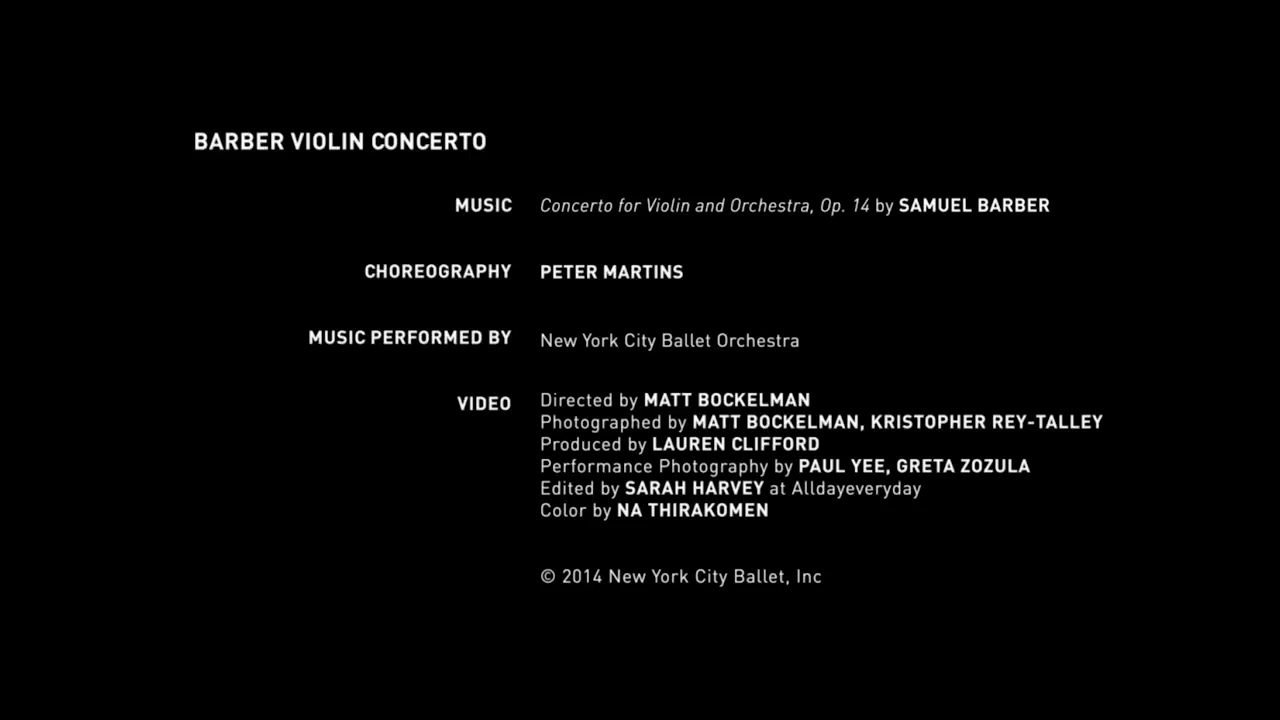 BARBER VIOLIN CONCERTO
MUSIC Concerto for Violin and Orchestra, Op. 14 by SAMUEL BARBER
CHOREOGRAPHY PETER MARTINS
MUSIC PERFORMED BY New York City Ballet Orchestra
VIDEO Directed by MATT BOCKELMAN
Photographed by MATT BOCKELMAN, KRISTOPHER REY-TALLEY
Produced by LAUREN CLIFFORD
Performance Photography by PAUL YEE, GRETA ZOZULA
Edited by SARAH HARVEY at Alldayeveryday
Color by NA THIRAKOMEN
© 2014 New York City Ballet, Inc